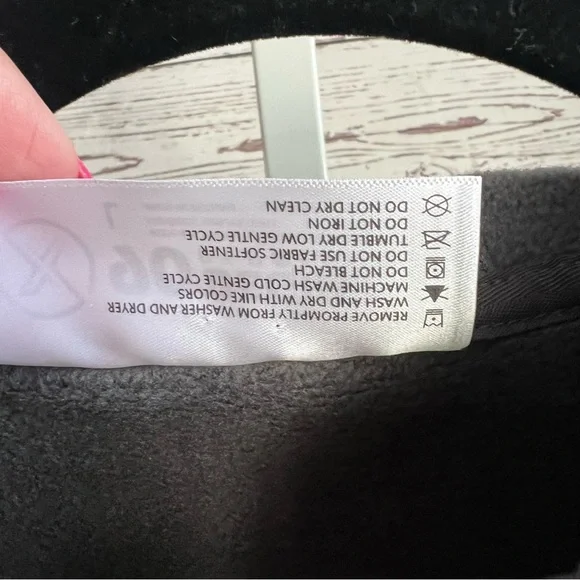 REMOVE PROMPTLY FROM WASHER AND DRYER
WASH AND DRY WITH LIKE COLORS
MACHINE WASH COLD GENTLE CYCLE
DO NOT BLEACH
DO NOT USE FABRIC SOFTENER
TUMBLE DRY LOW GENTLE CYCLE
DO NOT IRON
DO NOT DRY CLEAN